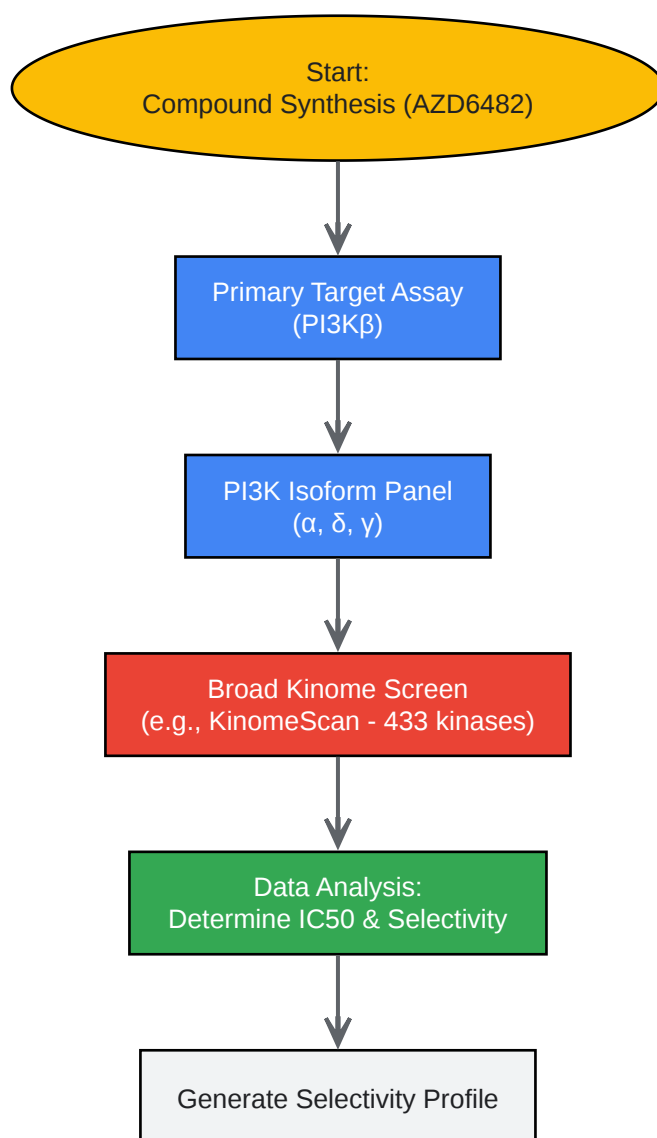 Start:
Compound Synthesis (AZD6482)
Primary Target Assay
(PI3Kβ)
PI3K Isoform Panel
(α, δ, γ)
Broad Kinome Screen
(e.g., KinomeScan - 433 kinases)
Data Analysis:
Determine IC50 & Selectivity
Generate Selectivity Profile